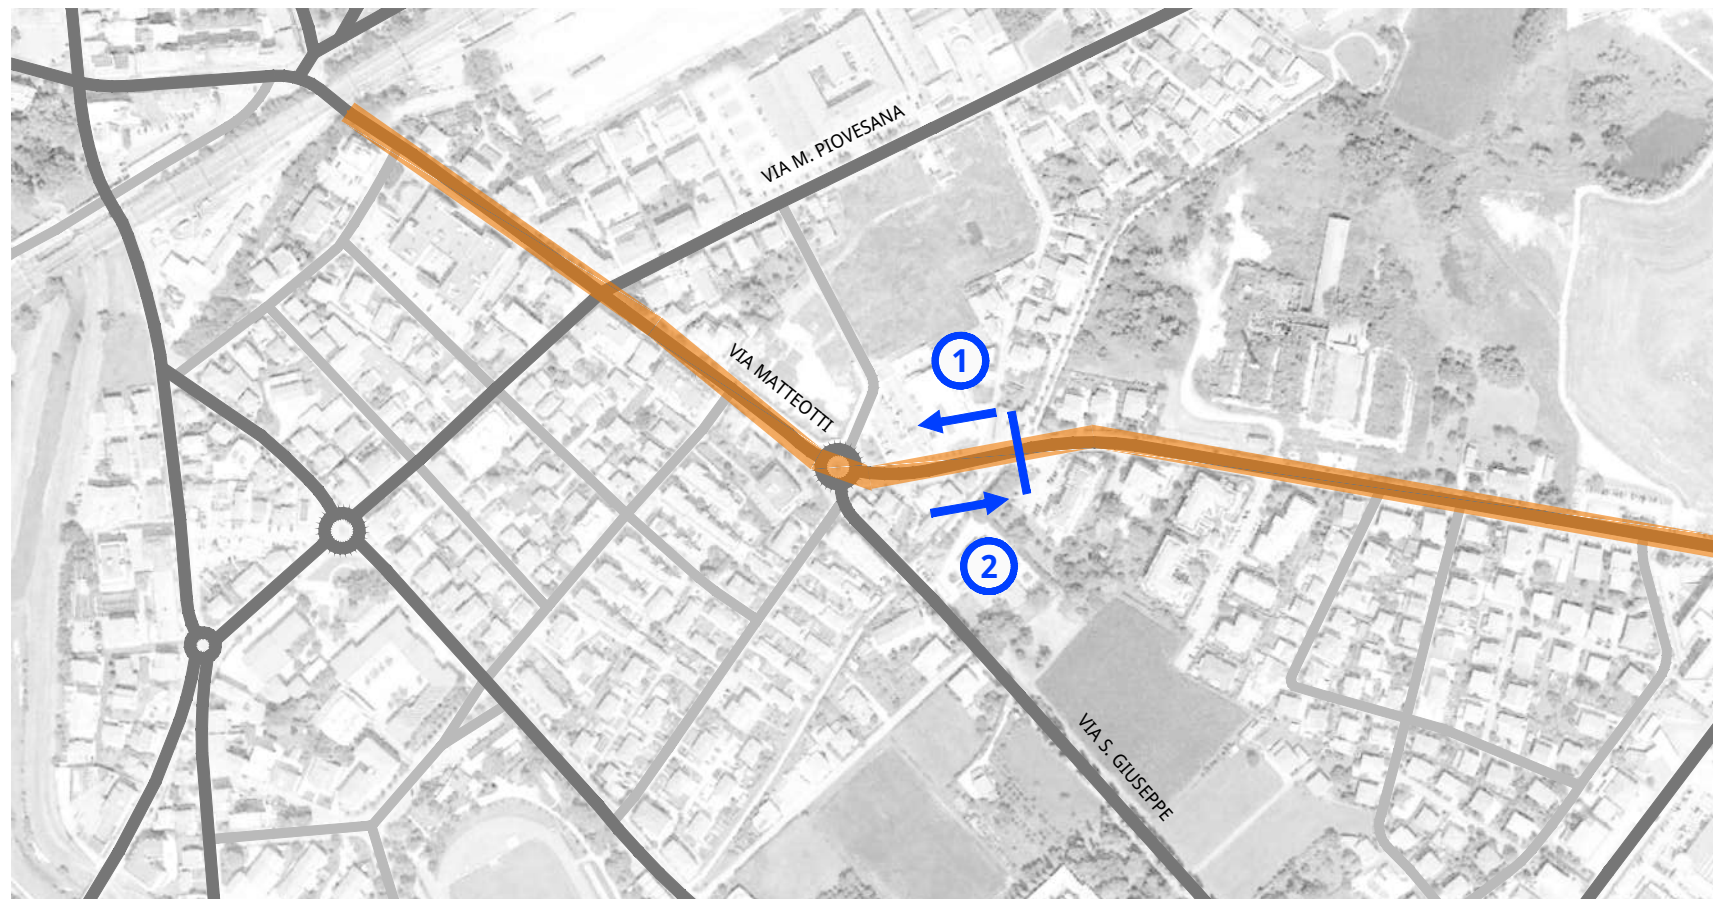 VIA M. PIOVESANA
VIA MATTEOTTI
1
2
VIA S. GIUSEPPE